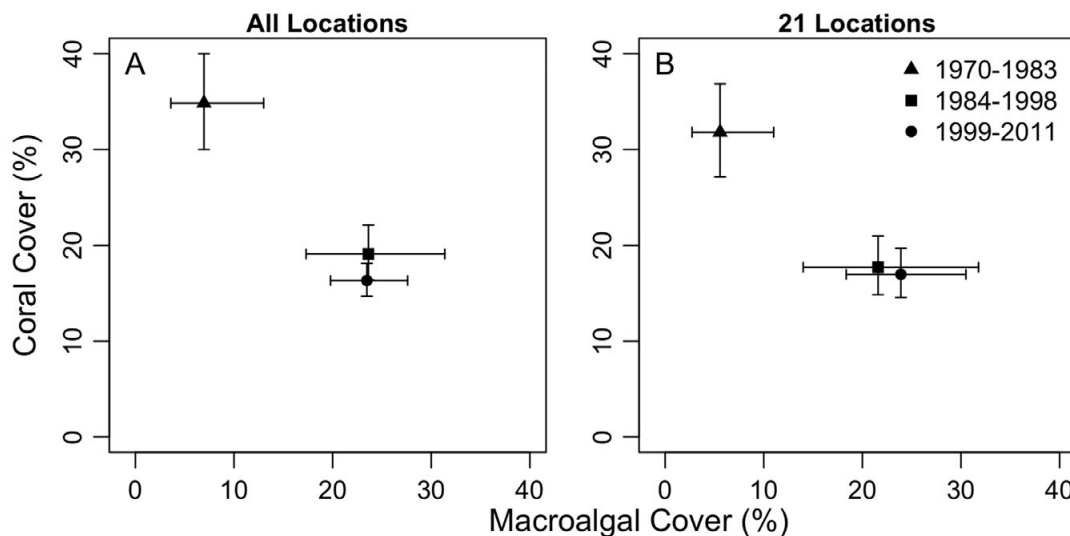 All Locations
21 Locations
A
B
1970-1983
1984-1998
1999-2011
Coral Cover (%)
40
30
20
10
0
40
30
20
10
0
0 10 20 30 40
0 10 20 30 40
Macroalgal Cover (%)